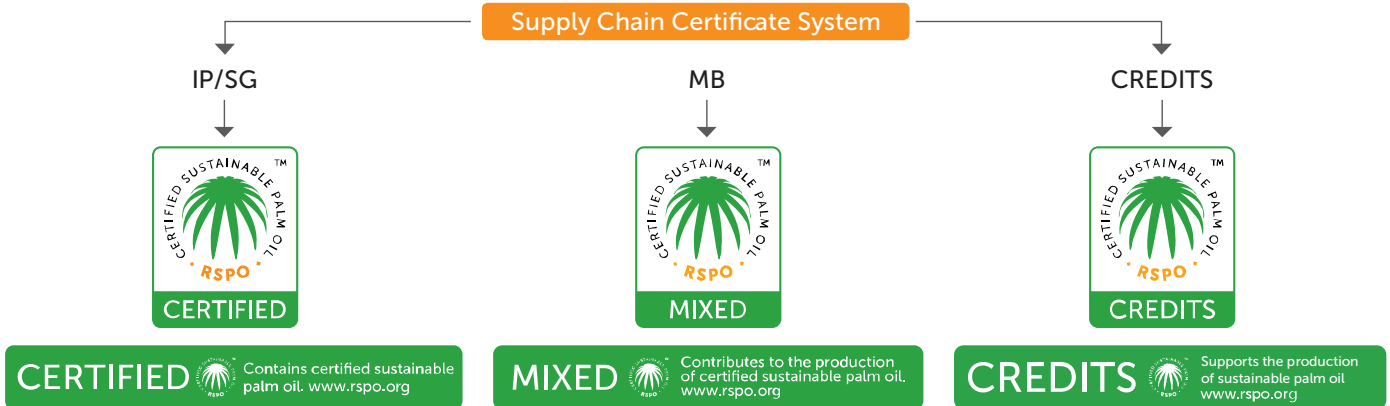 Supply Chain Certificate System
IP/SG
MB
CREDITS
CERTIFIED SUSTAINABLE PALM OIL ™
RSPO
CERTIFIED
CERTIFIED SUSTAINABLE PALM OIL ™
RSPO
MIXED
CERTIFIED SUSTAINABLE PALM OIL ™
RSPO
CREDITS
CERTIFIED
RSPO
Contains certified sustainable
palm oil. www.rspo.org
MIXED
RSPO
Contributes to the production
of certified sustainable palm oil.
www.rspo.org
CREDITS
RSPO
Supports the production
of sustainable palm oil
www.rspo.org